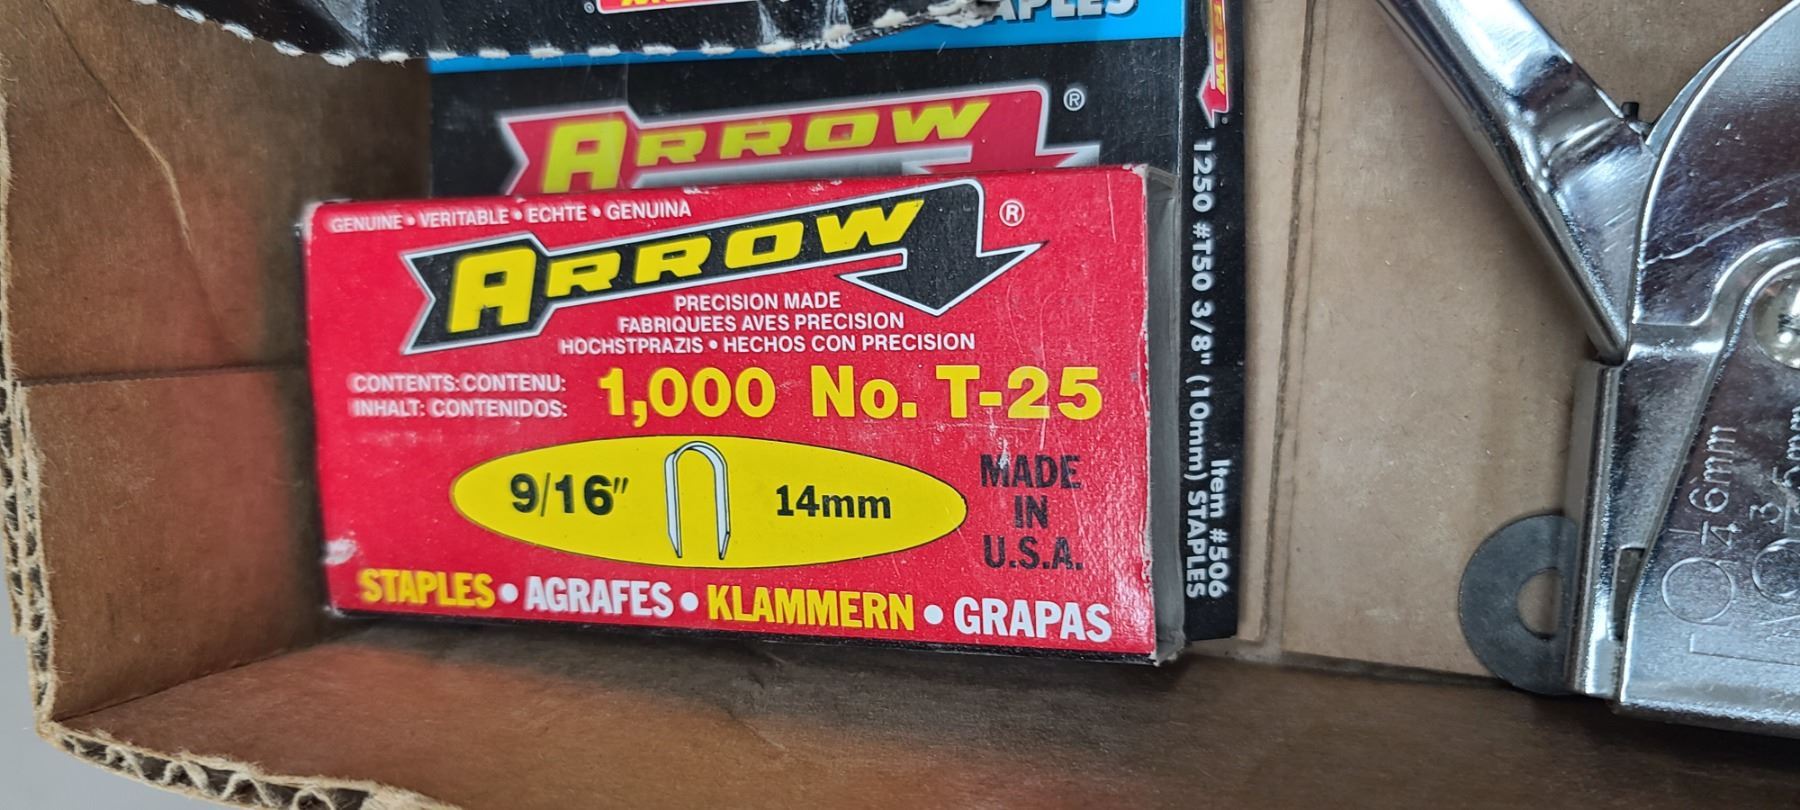 STAPLES
ARROW®
GENUINE • VERITABLE • ECHTE • GENUINA
ARROW®
PRECISION MADE
FABRIQUEES AVES PRECISION
HOCHSTPRAZIS • HECHOS CON PRECISION
CONTENTS: CONTENU:
INHALT: CONTENIDOS:
1,000 No. T-25
9/16" 14mm
MADE
IN
U.S.A.
STAPLES • AGRAFES • KLAMMERN • GRAPAS
ARROW
1250 #T50 3/8" (10mm) STAPLES
Item #506
6mm